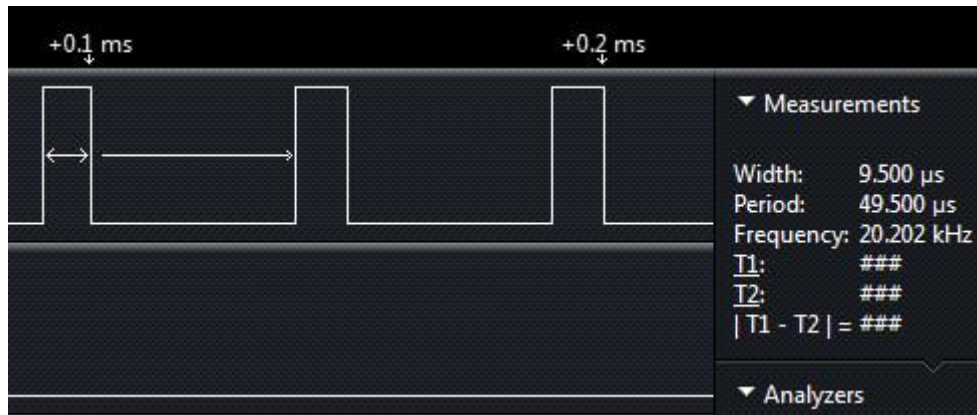 +0.1 ms +0.2 ms
Measurements
Width: 9.500 µs
Period: 49.500 µs
Frequency: 20.202 kHz
T1: ###
T2: ###
| T1 - T2 | = ###
Analyzers